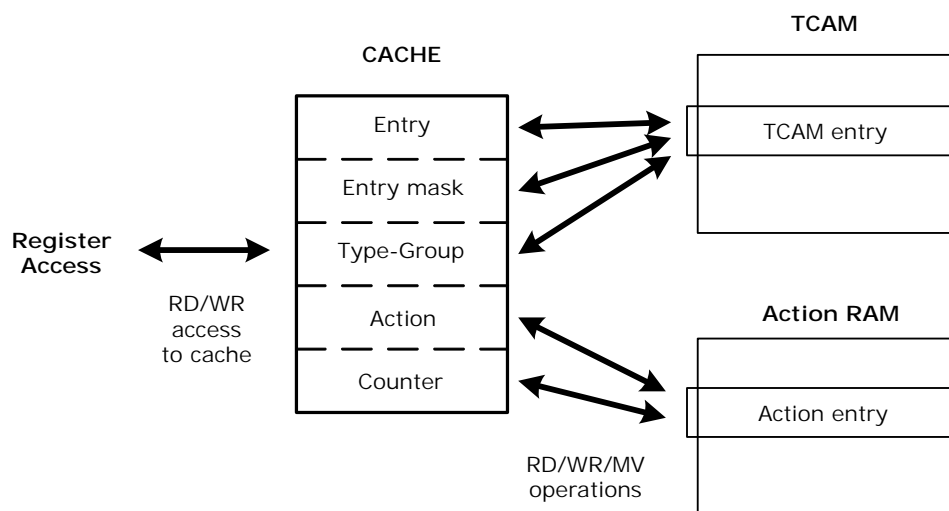 TCAM
CACHE
Entry
TCAM entry
Entry mask
Register
Access
Type-Group
RD/WR
access
to cache
Action
Action RAM
Counter
Action entry
RD/WR/MV
operations